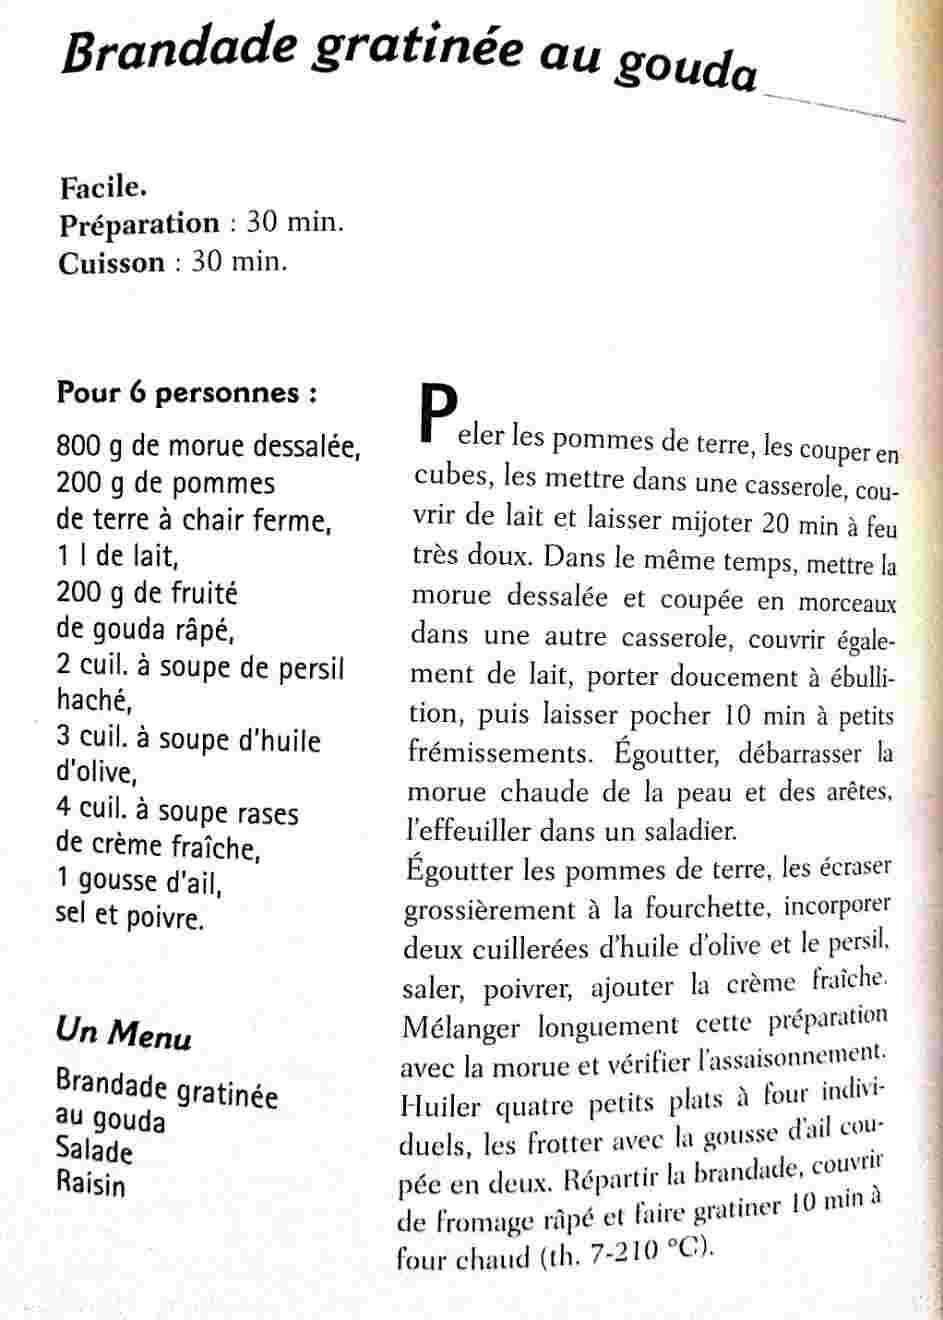 Brandade gratinée au gouda
Facile.
Préparation : 30 min.
Cuisson : 30 min.
Pour 6 personnes :
800 g de morue dessalée,
200 g de pommes
de terre à chair ferme,
1 l de lait,
200 g de fruité
de gouda râpé,
2 cuil. à soupe de persil
haché,
3 cuil. à soupe d'huile
d'olive,
4 cuil. à soupe rases
de crème fraîche,
1 gousse d'ail,
sel et poivre.
Un Menu
Brandade gratinée
au gouda
Salade
Raisin
Peler les pommes de terre, les couper en
cubes, les mettre dans une casserole, cou-
vrir de lait et laisser mijoter 20 min à feu
très doux. Dans le même temps, mettre la
morue dessalée et coupée en morceaux
dans une autre casserole, couvrir égale-
ment de lait, porter doucement à ébulli-
tion, puis laisser pocher 10 min à petits
frémissements. Égoutter, débarrasser la
morue chaude de la peau et des arêtes,
l'effeuiller dans un saladier.
Égoutter les pommes de terre, les écraser
grossièrement à la fourchette, incorporer
deux cuillerées d'huile d'olive et le persil,
saler, poivrer, ajouter la crème fraîche.
Mélanger longuement cette préparation
avec la morue et vérifier l'assaisonnement.
Huiler quatre petits plats à four indivi-
duels, les frotter avec la gousse d'ail cou-
pée en deux. Répartir la brandade, couvrir
de fromage râpé et faire gratiner 10 min à
four chaud (th. 7-210 °C).